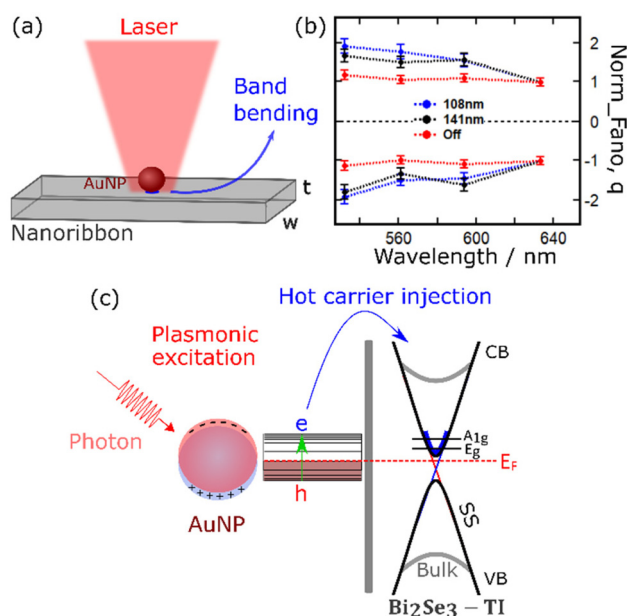 (a)
Laser
Band
bending
AuNP
t
w
Nanoribbon
(b)
2
1
0
-1
-2
Norm_Fano, q
108nm
141nm
Off
560 600 640
Wavelength / nm
(c)
Hot carrier injection
Plasmonic
excitation
Photon
- - - - -
+ + + + +
AuNP
e
h
CB
A1g
Eg
EF
SS
Bulk
VB
Bi₂Se₃ – TI